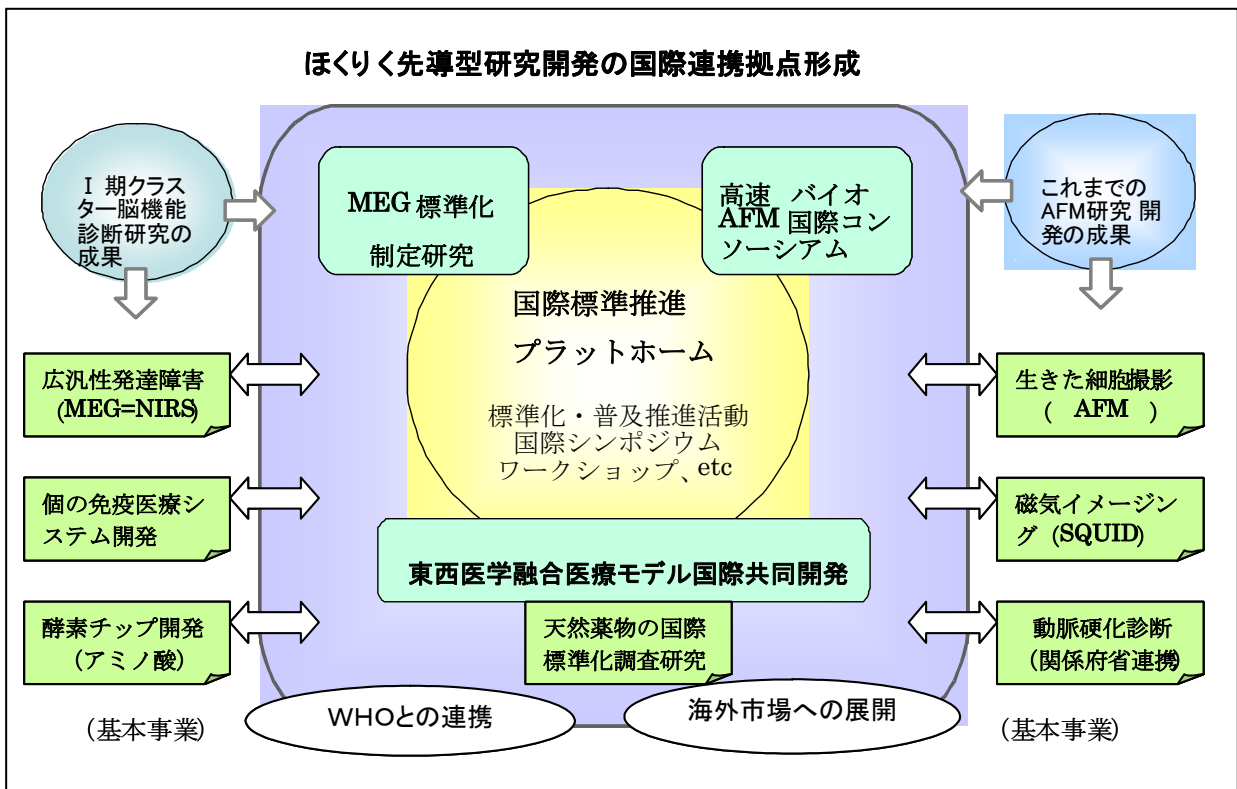 ほくりく先導型研究開発の国際連携拠点形成
Ⅰ 期クラス
ター脳機能
診断研究の
成果
MEG 標準化
制定研究
高速 バイオ
AFM 国際コン
ソーシアム
これまでの
AFM研究 開
発の成果
国際標準推進
プラットホーム
標準化・普及推進活動
国際シンポジウム
ワークショップ、etc
広汎性発達障害
(MEG=NIRS)
個の免疫医療シ
ステム開発
酵素チップ開発
(アミノ酸)
(基本事業)
生きた細胞撮影
( AFM )
磁気イメージン
グ (SQUID)
動脈硬化診断
(関係府省連携)
(基本事業)
東西医学融合医療モデル国際共同開発
天然薬物の国際
標準化調査研究
WHOとの連携
海外市場への展開